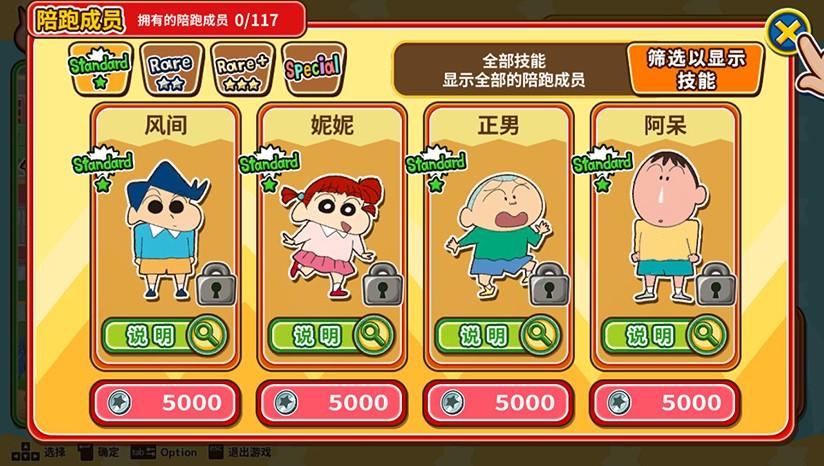 陪跑成员 拥有的陪跑成员 0/117
Standard Rare Rare+ Special
全部技能
显示全部的陪跑成员
筛选以显示
技能
风间 妮妮 正男 阿呆
Standard Standard Standard Standard
说明 说明 说明 说明
5000 5000 5000 5000
选择 确定 tab Option esc 退出游戏